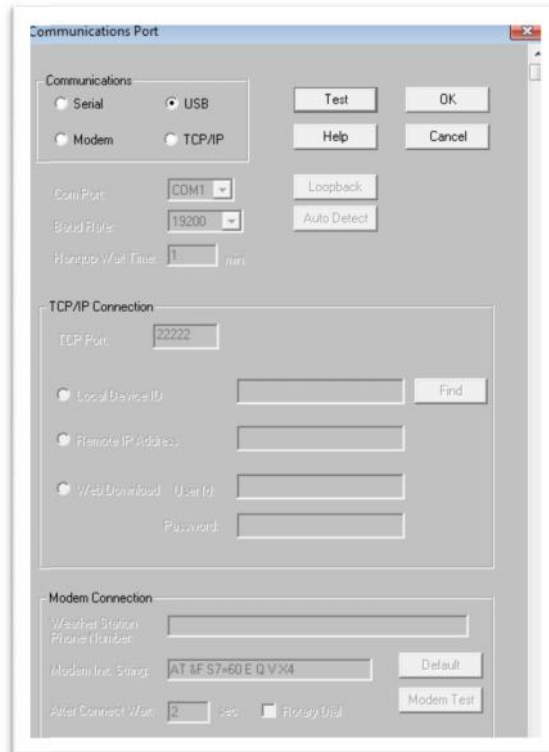 Communications Port
Communications
Serial
USB
Modem
TCP/IP
Test
OK
Help
Cancel
Com Port:
COM1
Baud Rate:
19200
Hangup Wait Time:
1
min.
Loopback
Auto Detect
TCP/IP Connection
TCP Port:
22222
Local Device ID
Find
Remote IP Address
Web Download
User Id:
Password:
Modem Connection
Weather Station
Phone Number:
Modem Init. String:
AT &F S7=60 E Q V X4
Default
After Connect Wait:
2
sec
Rotary Dial
Modem Test